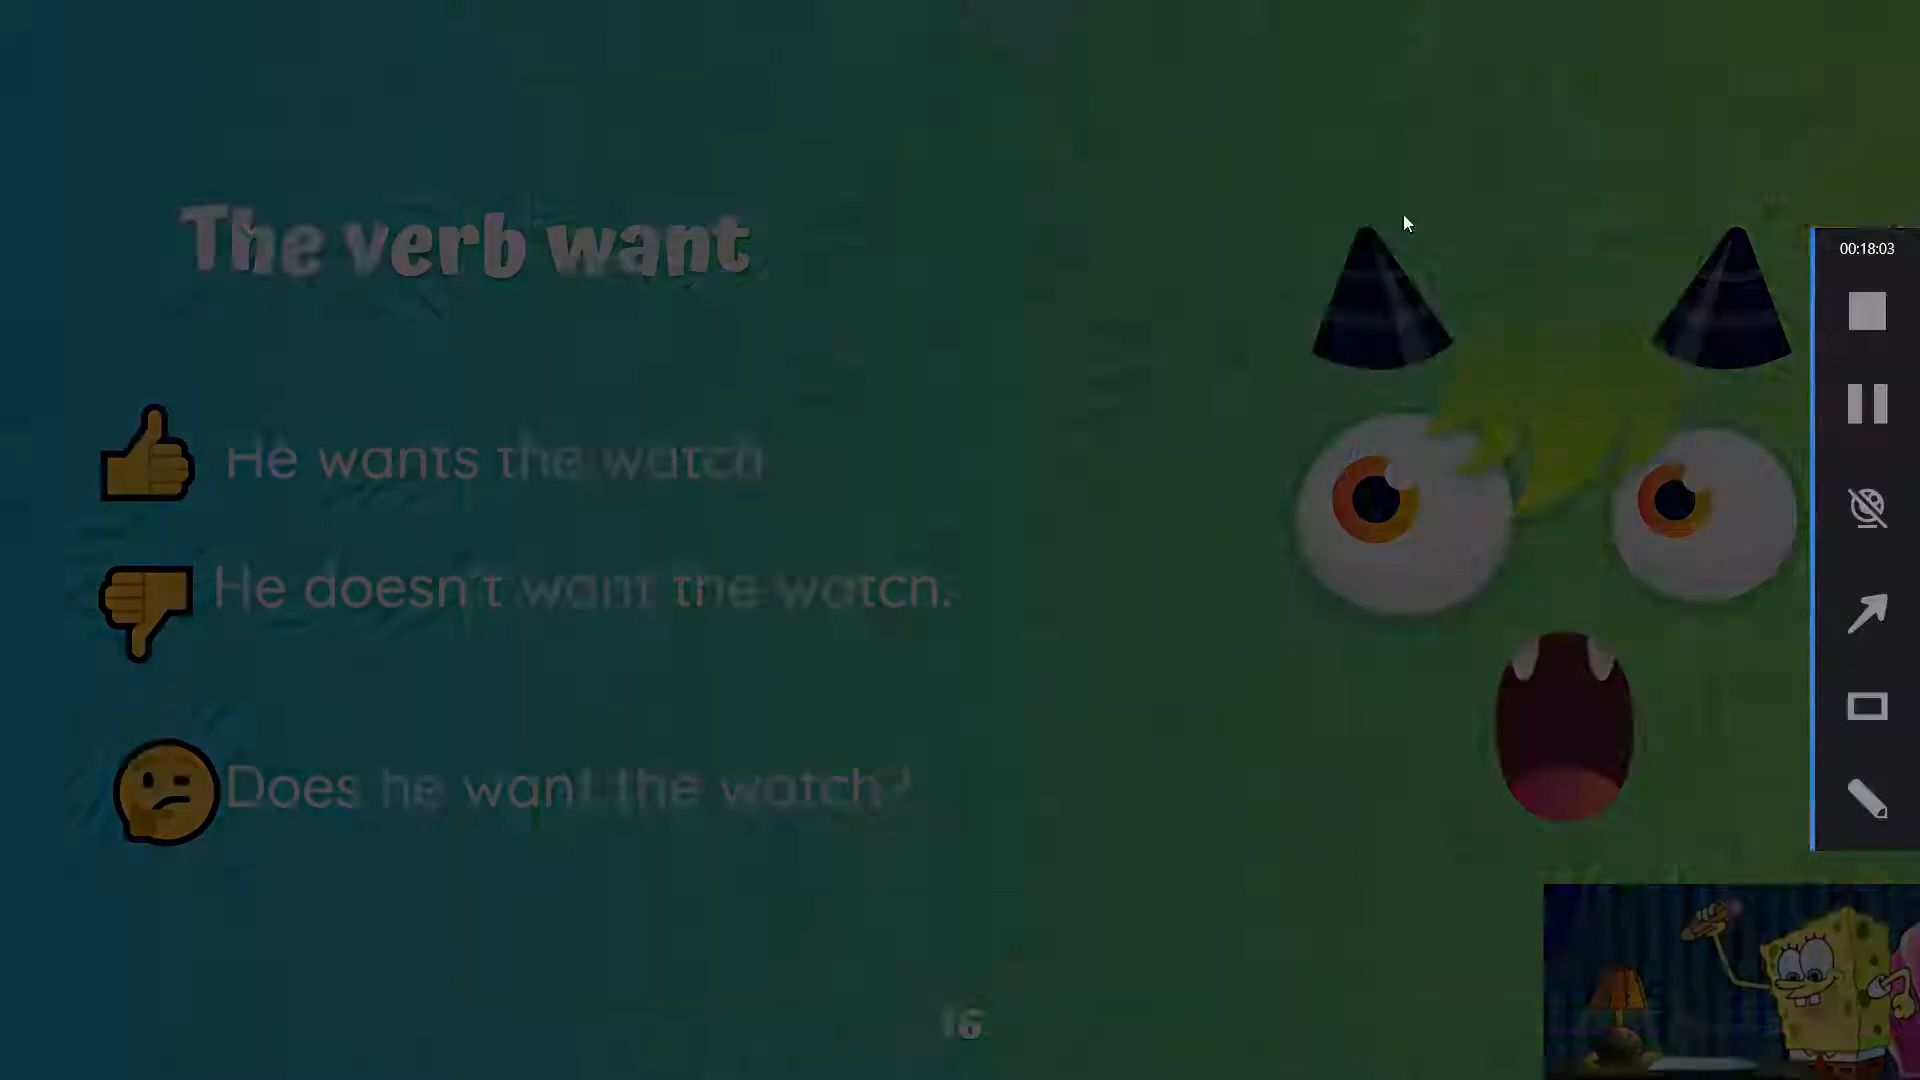 The verb want
00:18:03
He wants the watch
He doesn't want the watch.
Does he want the watch?
16